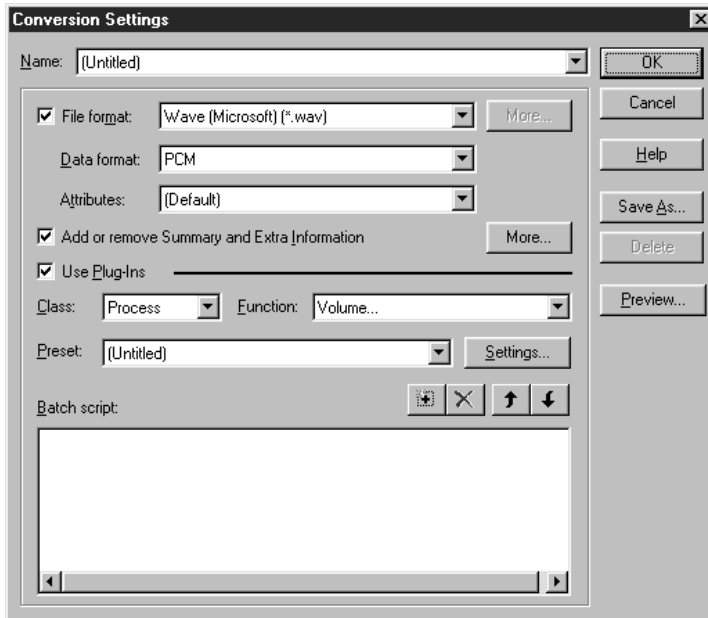 Conversion Settings
Name: (Untitled)
OK
File format: Wave (Microsoft) (*.wav)
More...
Cancel
Data format: PCM
Help
Attributes: (Default)
Save As...
Add or remove Summary and Extra Information
More...
Delete
Use Plug-Ins
Class: Process
Function: Volume...
Preview...
Preset: (Untitled)
Settings...
Batch script: